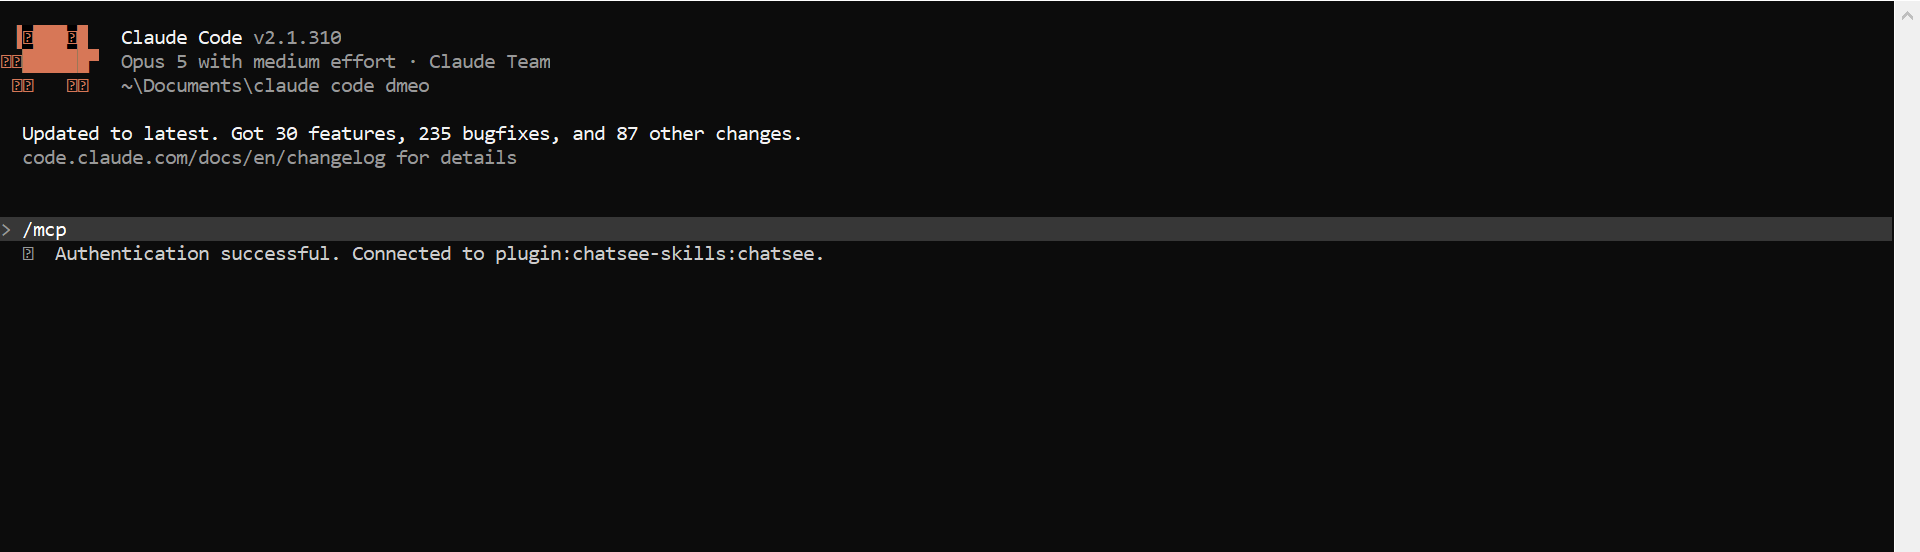 Claude Code v2.1.310
Opus 5 with medium effort · Claude Team
~\Documents\claude code dmeo
Updated to latest. Got 30 features, 235 bugfixes, and 87 other changes.
code.claude.com/docs/en/changelog for details
> /mcp
Authentication successful. Connected to plugin:chatsee-skills:chatsee.